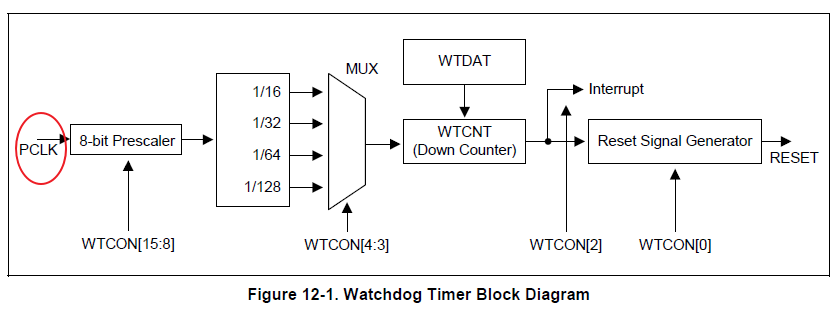 WTDAT
MUX
Interrupt
1/16
1/32
1/64
1/128
PCLK
8-bit Prescaler
WTCNT
(Down Counter)
Reset Signal Generator
RESET
WTCON[15:8]
WTCON[4:3]
WTCON[2]
WTCON[0]
Figure 12-1. Watchdog Timer Block Diagram